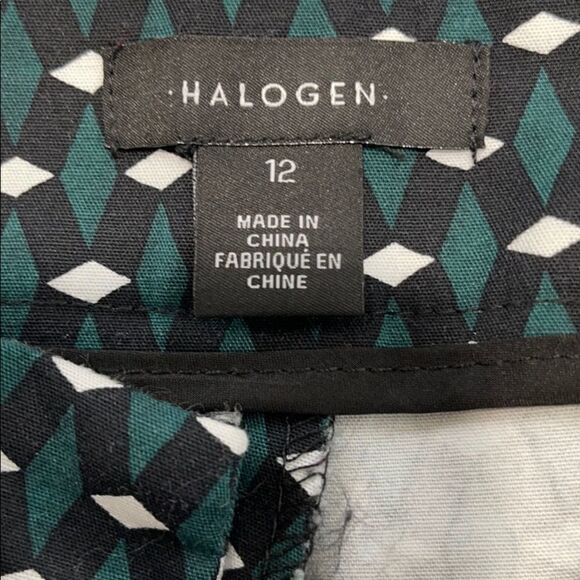 ·HALOGEN·
12
MADE IN
CHINA
FABRIQUÉ EN
CHINE